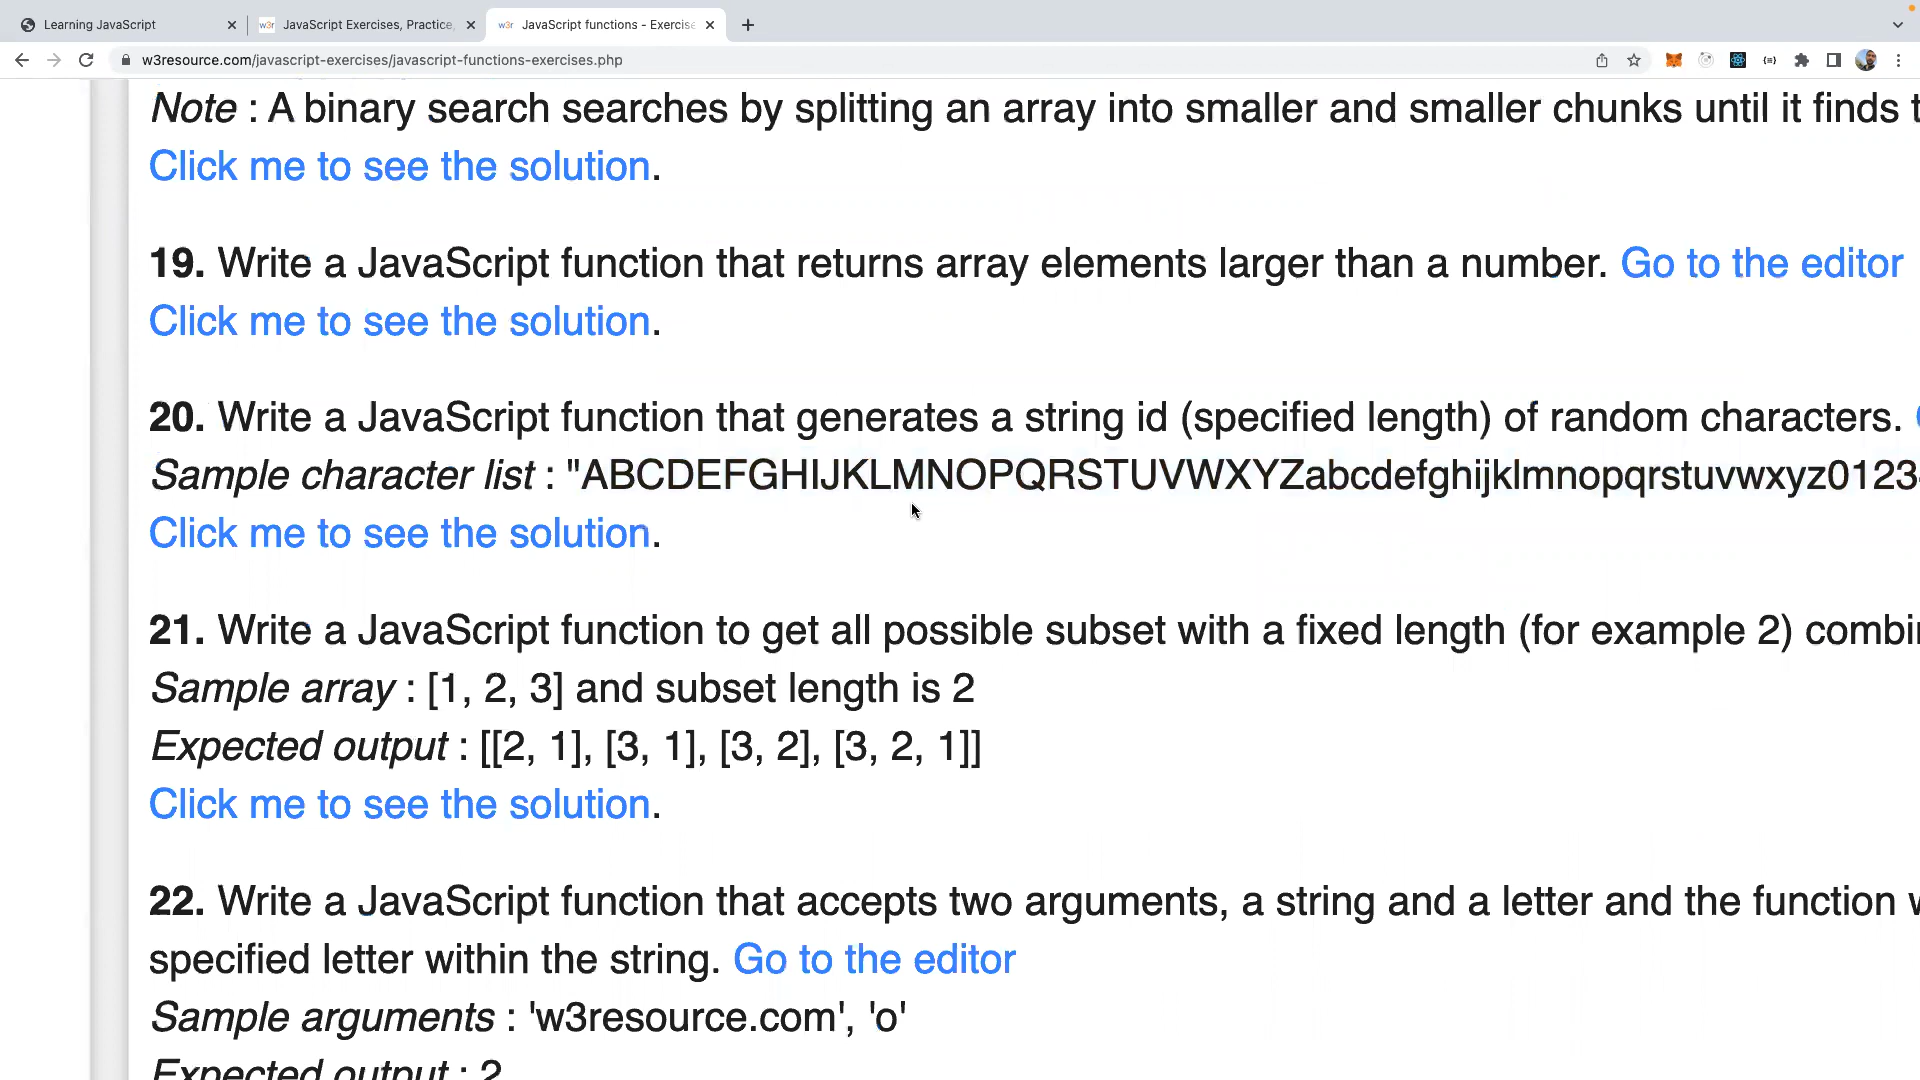 Learning JavaScript
w3r JavaScript Exercises, Practice,
w3r JavaScript functions - Exercise
w3resource.com/javascript-exercises/javascript-functions-exercises.php
Note : A binary search searches by splitting an array into smaller and smaller chunks until it finds t
Click me to see the solution.
19. Write a JavaScript function that returns array elements larger than a number. Go to the editor
Click me to see the solution.
20. Write a JavaScript function that generates a string id (specified length) of random characters.
Sample character list : "ABCDEFGHIJKLMNOPQRSTUVWXYZabcdefghijklmnopqrstuvwxyz0123
Click me to see the solution.
21. Write a JavaScript function to get all possible subset with a fixed length (for example 2) combi
Sample array : [1, 2, 3] and subset length is 2
Expected output : [[2, 1], [3, 1], [3, 2], [3, 2, 1]]
Click me to see the solution.
22. Write a JavaScript function that accepts two arguments, a string and a letter and the function w
specified letter within the string. Go to the editor
Sample arguments : 'w3resource.com', 'o'
Expected output : 2